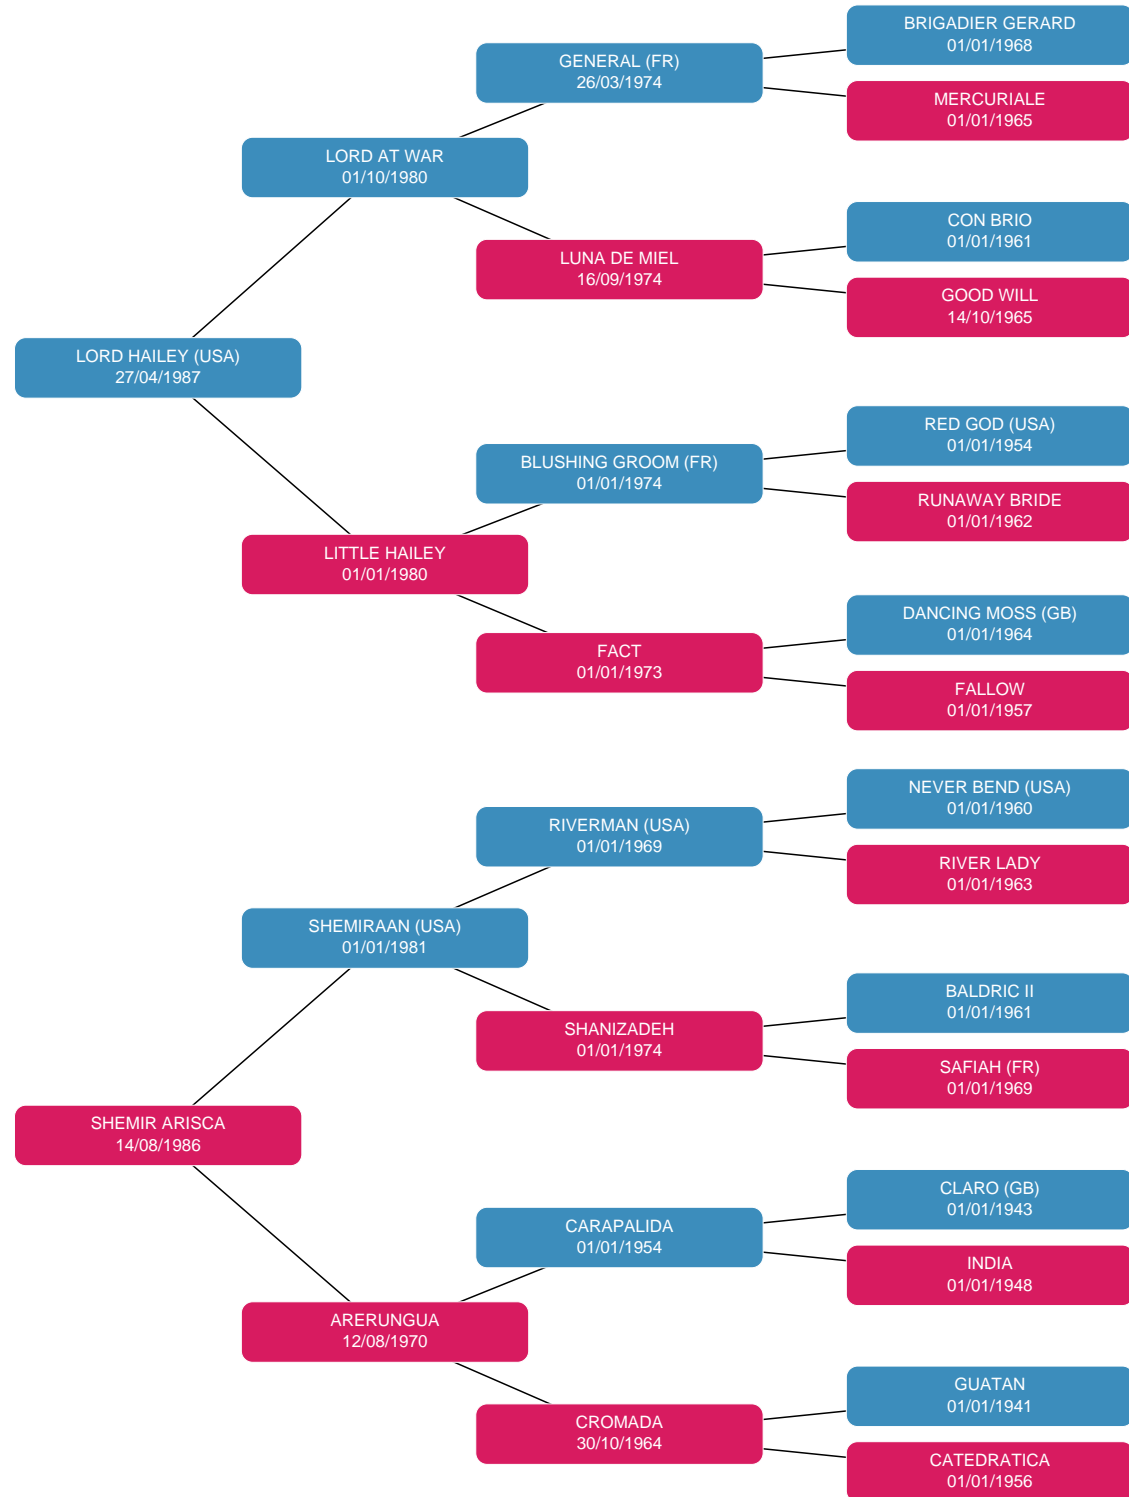 BRIGADIER GERARD
01/01/1968
GENERAL (FR)
26/03/1974
MERCURIALE
01/01/1965
LORD AT WAR
01/10/1980
CON BRIO
01/01/1961
LUNA DE MIEL
16/09/1974
GOOD WILL
14/10/1965
LORD HAILEY (USA)
27/04/1987
RED GOD (USA)
01/01/1954
BLUSHING GROOM (FR)
01/01/1974
RUNAWAY BRIDE
01/01/1962
LITTLE HAILEY
01/01/1980
DANCING MOSS (GB)
01/01/1964
FACT
01/01/1973
FALLOW
01/01/1957
NEVER BEND (USA)
01/01/1960
RIVERMAN (USA)
01/01/1969
RIVER LADY
01/01/1963
SHEMIRAAN (USA)
01/01/1981
BALDRIC II
01/01/1961
SHANIZADEH
01/01/1974
SAFIAH (FR)
01/01/1969
SHEMIR ARISCA
14/08/1986
CLARO (GB)
01/01/1943
CARAPALIDA
01/01/1954
INDIA
01/01/1948
ARERUNGUA
12/08/1970
GUATAN
01/01/1941
CROMADA
30/10/1964
CATEDRATICA
01/01/1956